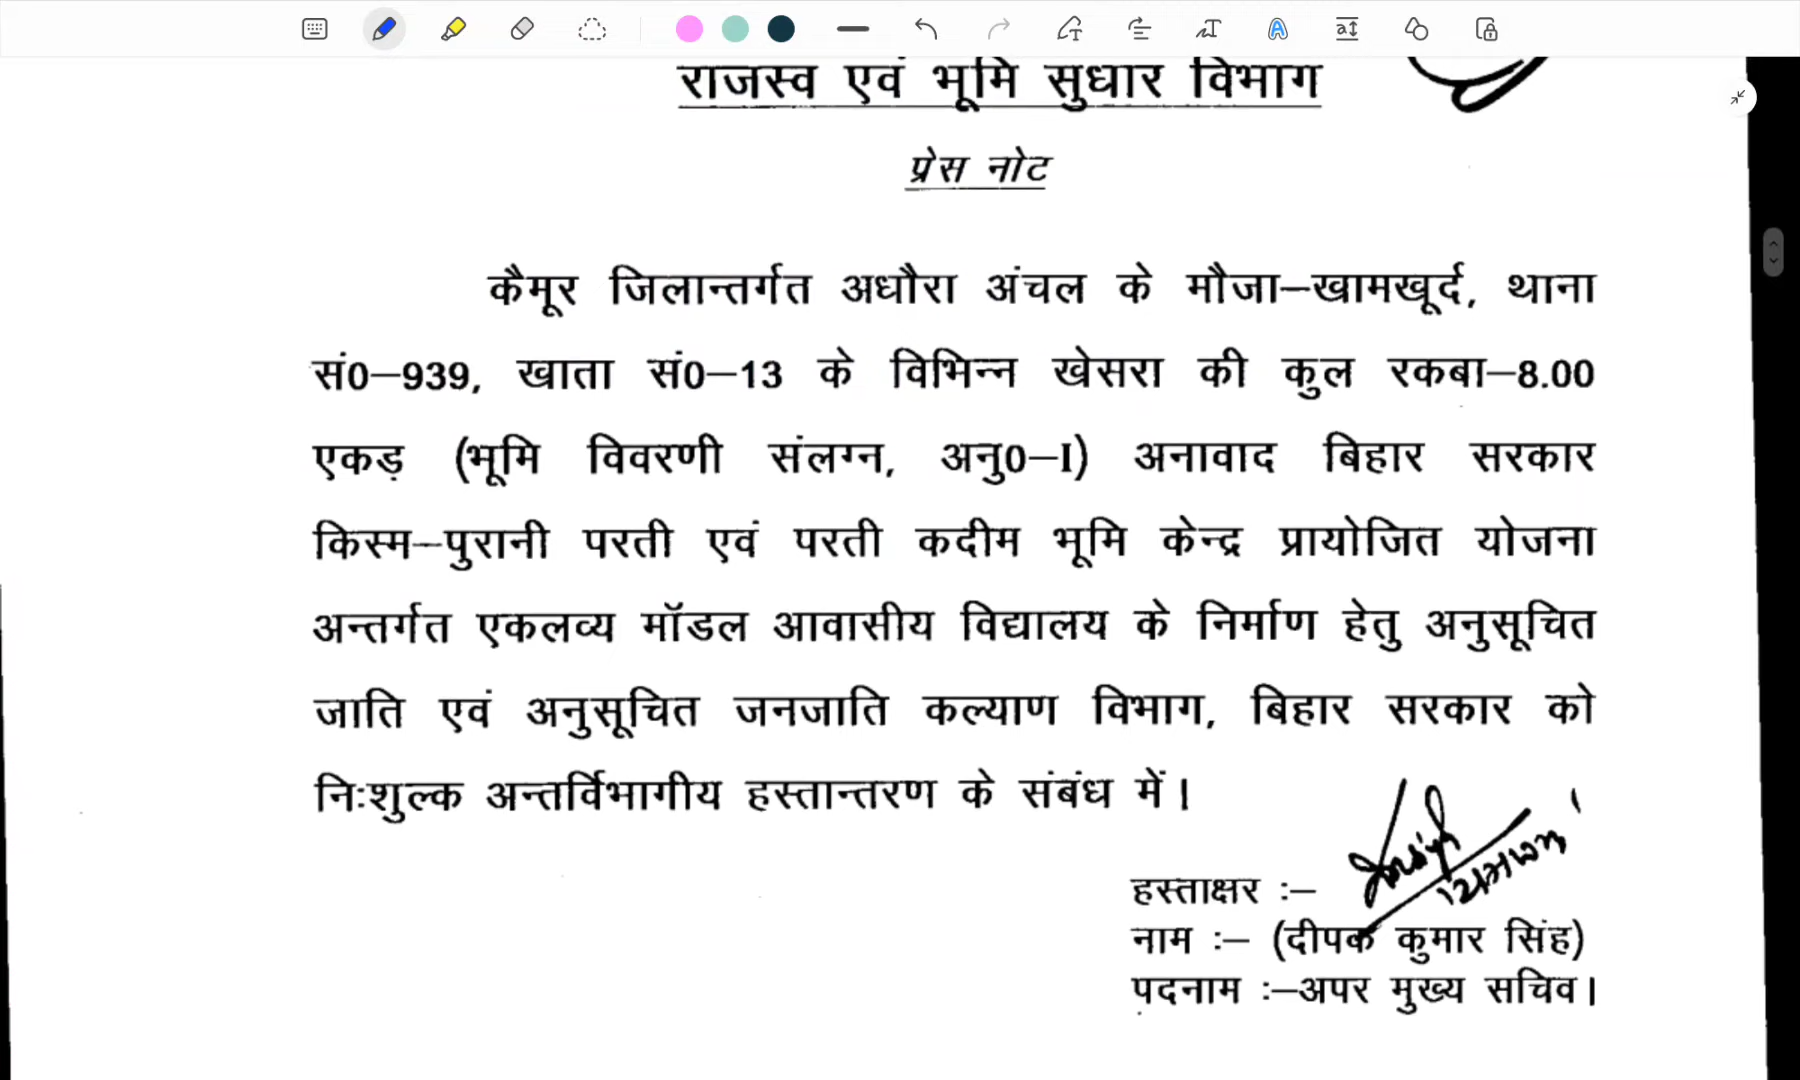 राजस्व एवं भूमि सुधार विभाग
प्रेस नोट
कैमूर जिलान्तर्गत अधौरा अंचल के मौजा–खामखूर्द, थाना
सं0–939, खाता सं0–13 के विभिन्न खेसरा की कुल रकबा–8.00
एकड़ (भूमि विवरणी संलग्न, अनु0–I) अनावाद बिहार सरकार
किस्म–पुरानी परती एवं परती कदीम भूमि केन्द्र प्रायोजित योजना
अन्तर्गत एकलव्य मॉडल आवासीय विद्यालय के निर्माण हेतु अनुसूचित
जाति एवं अनुसूचित जनजाति कल्याण विभाग, बिहार सरकार को
निःशुल्क अन्तर्विभागीय हस्तान्तरण के संबंध में।
हस्ताक्षर :–
नाम :– (दीपक कुमार सिंह)
पदनाम :–अपर मुख्य सचिव।